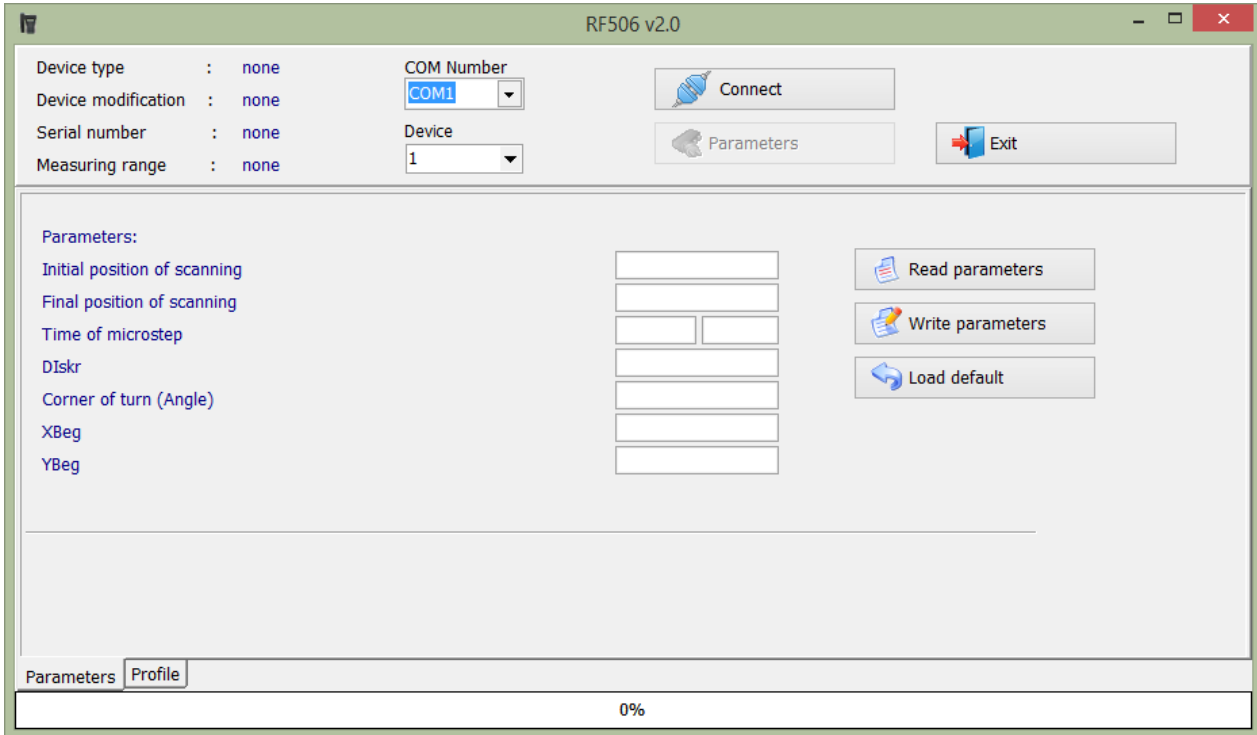 RF506 v2.0
Device type : none
Device modification : none
Serial number : none
Measuring range : none
COM Number
COM1
Device
1
Connect
Parameters
Exit
Parameters:
Initial position of scanning
Final position of scanning
Time of microstep
DIskr
Corner of turn (Angle)
XBeg
YBeg
Read parameters
Write parameters
Load default
Parameters Profile
0%